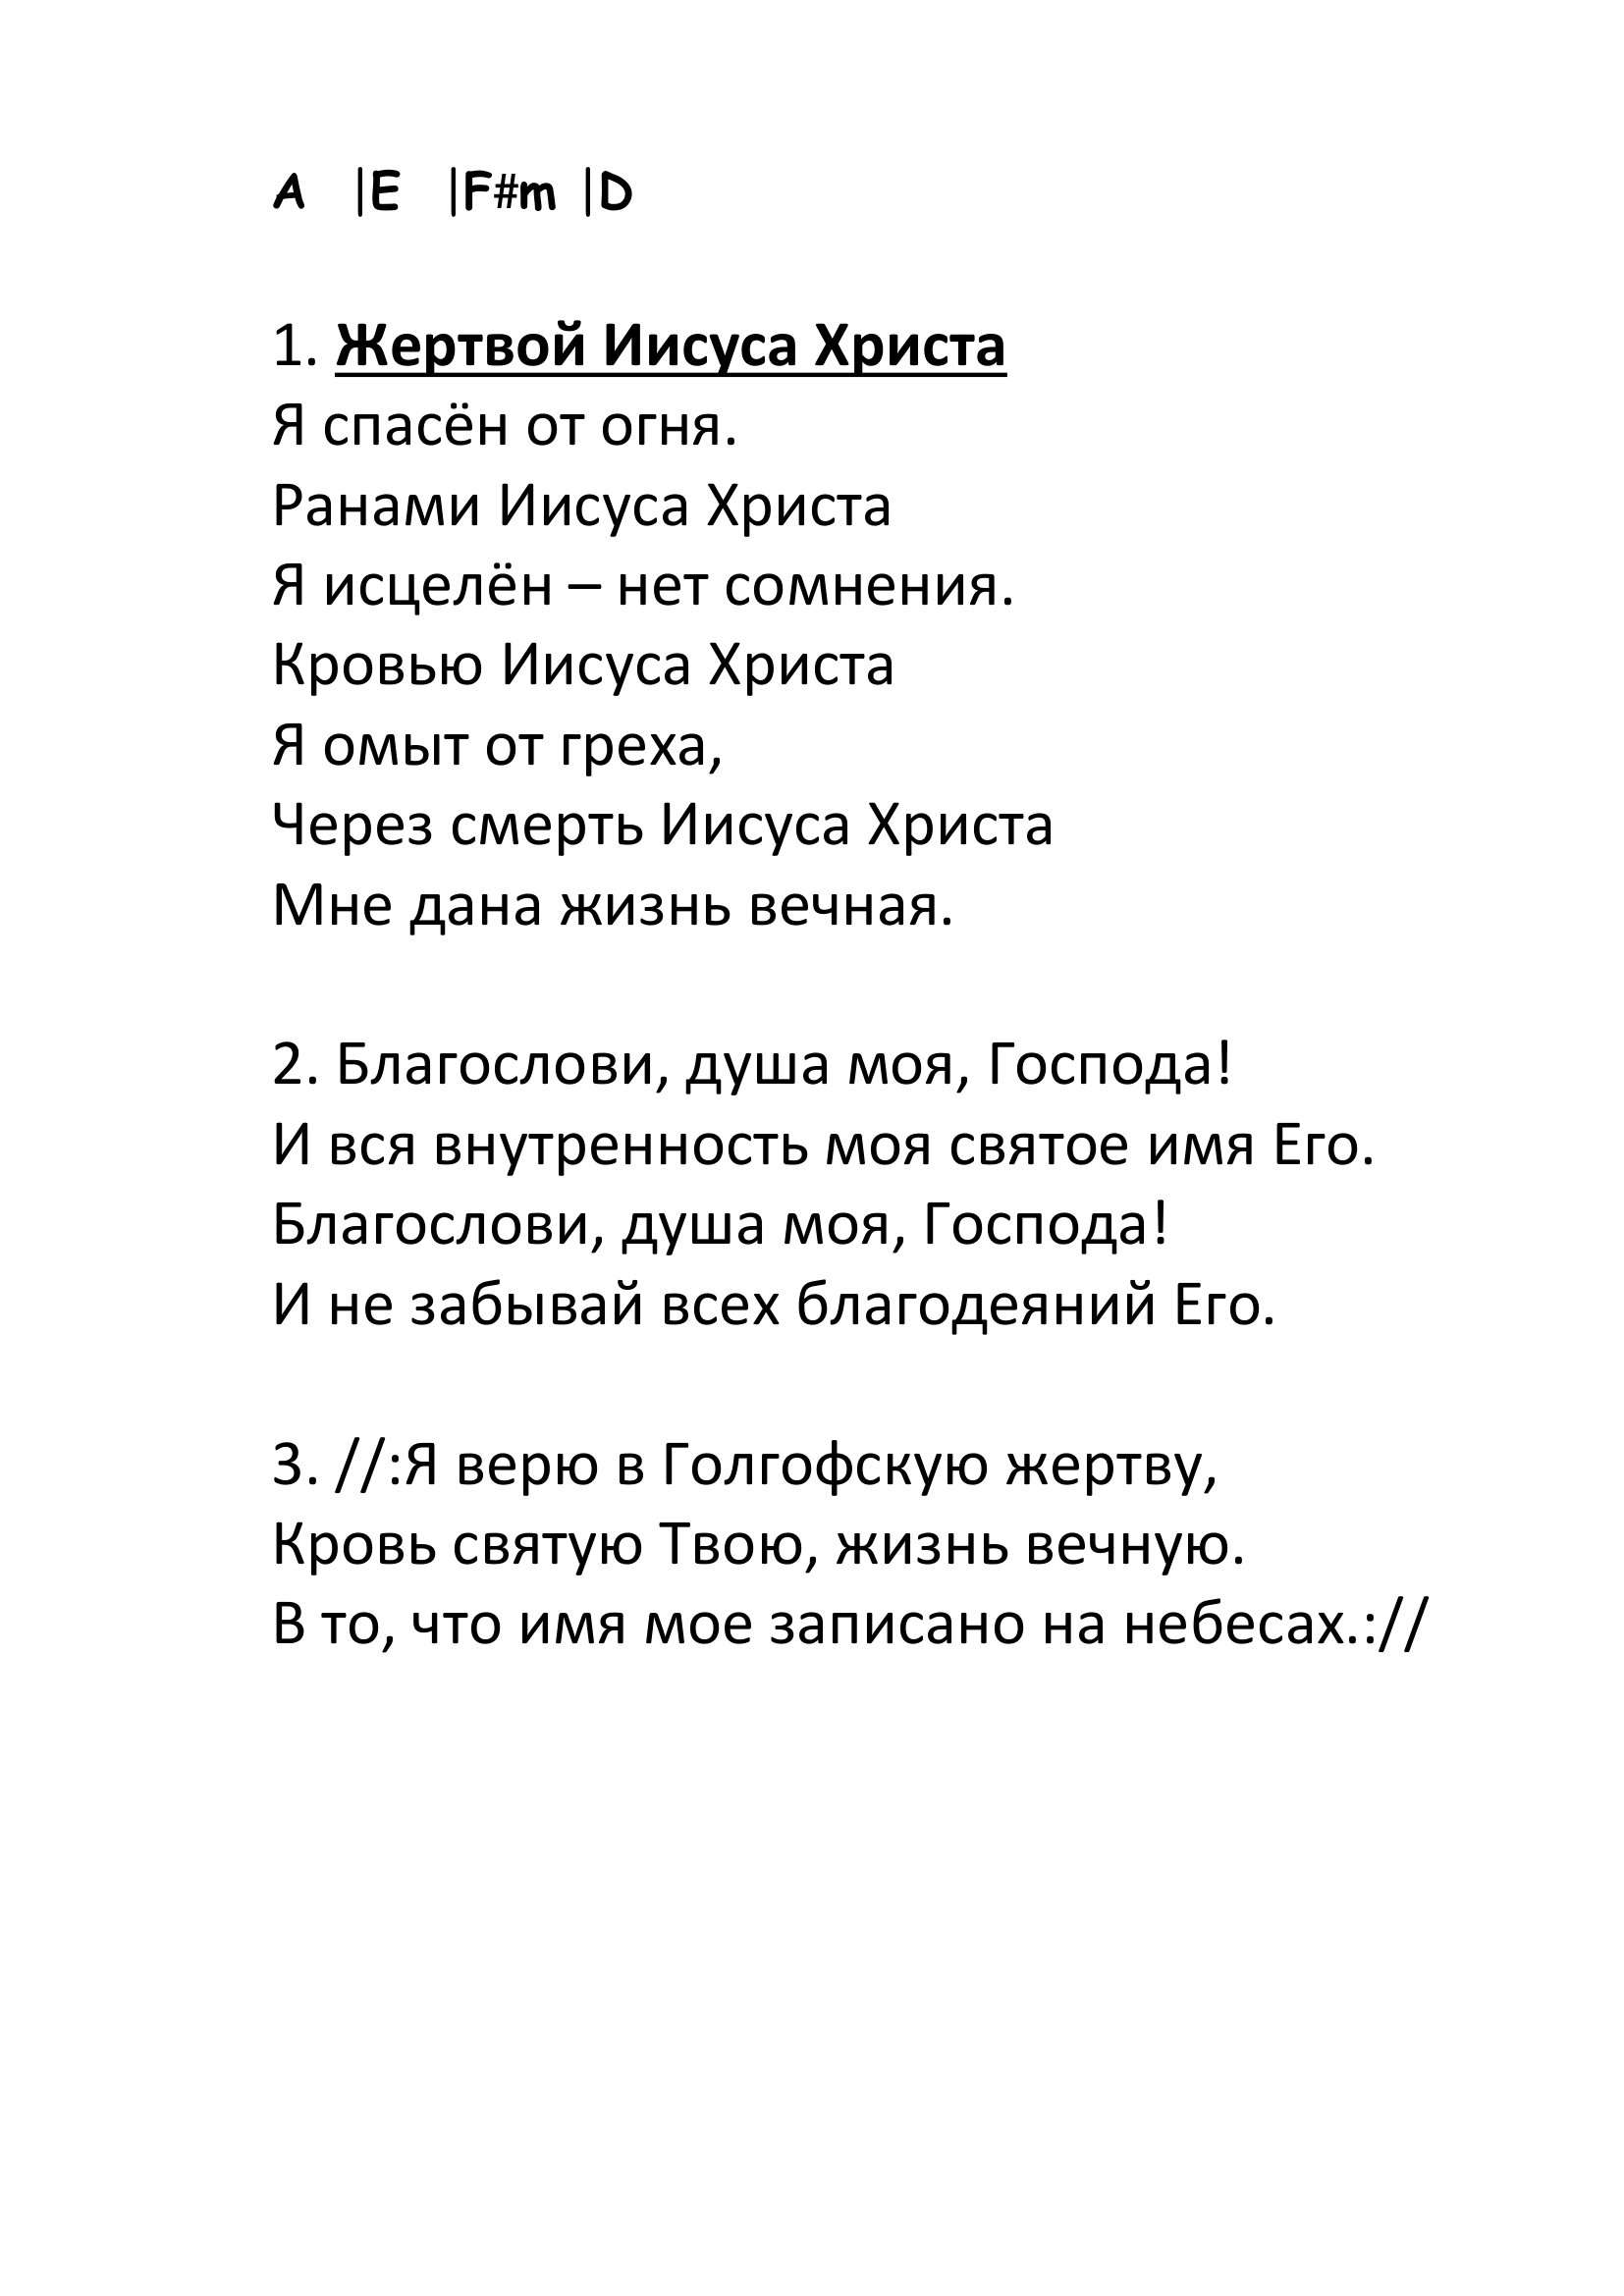 A |E |F#m |D
1. Жертвой Иисуса Христа
Я спасён от огня.
Ранами Иисуса Христа
Я исцелён – нет сомнения.
Кровью Иисуса Христа
Я омыт от греха,
Через смерть Иисуса Христа
Мне дана жизнь вечная.
2. Благослови, душа моя, Господа!
И вся внутренность моя святое имя Его.
Благослови, душа моя, Господа!
И не забывай всех благодеяний Его.
3. //:Я верю в Голгофскую жертву,
Кровь святую Твою, жизнь вечную.
В то, что имя мое записано на небесах.://